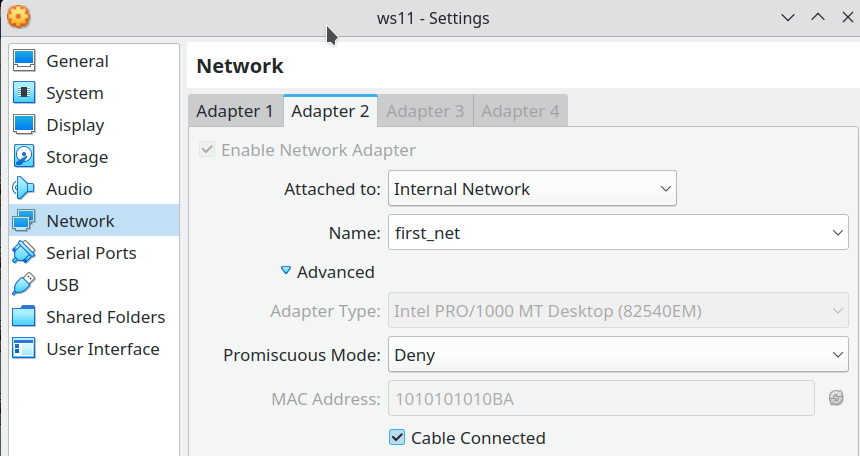 ws11 - Settings
General
System
Display
Storage
Audio
Network
Serial Ports
USB
Shared Folders
User Interface
Network
Adapter 1 Adapter 2 Adapter 3 Adapter 4
Enable Network Adapter
Attached to: Internal Network
Name: first_net
Advanced
Adapter Type: Intel PRO/1000 MT Desktop (82540EM)
Promiscuous Mode: Deny
MAC Address: 1010101010BA
Cable Connected